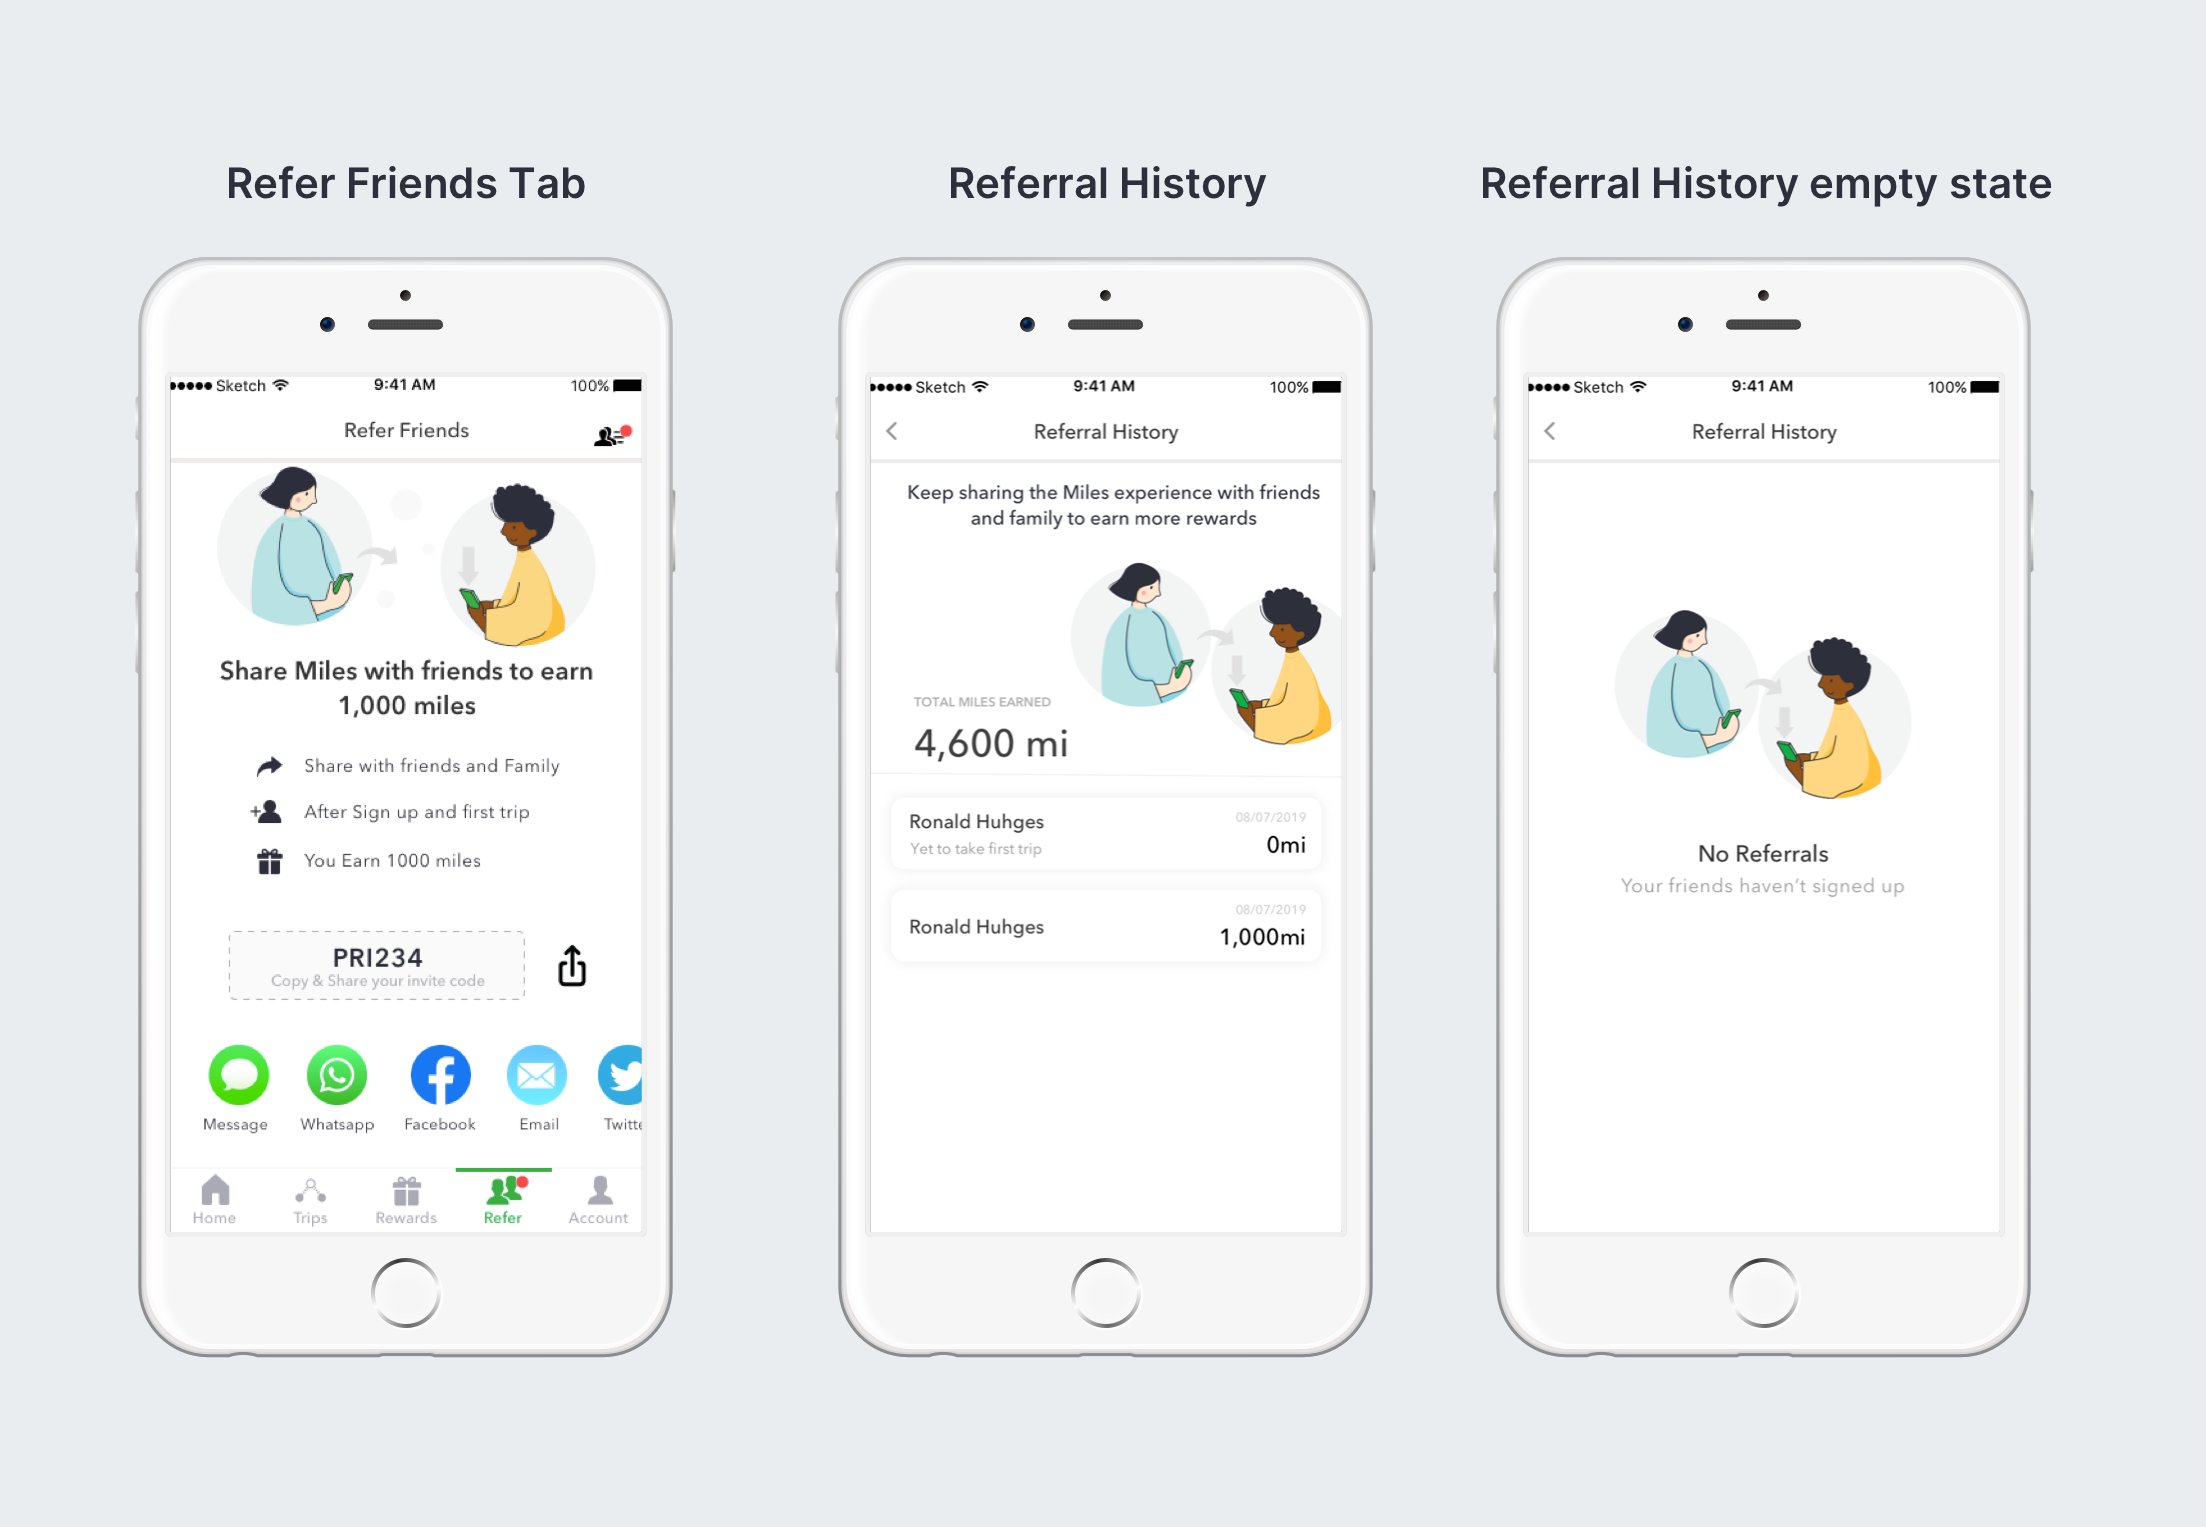 Refer Friends Tab
Sketch 9:41 AM 100%
Refer Friends
Share Miles with friends to earn
1,000 miles
Share with friends and Family
After Sign up and first trip
You Earn 1000 miles
PRI234
Copy & Share your invite code
Message Whatsapp Facebook Email Twitte
Home Trips Rewards Refer Account
Referral History
Sketch 9:41 AM 100%
Referral History
Keep sharing the Miles experience with friends
and family to earn more rewards
TOTAL MILES EARNED
4,600 mi
Ronald Huhges 08/07/2019
Yet to take first trip 0mi
08/07/2019
Ronald Huhges 1,000mi
Referral History empty state
Sketch 9:41 AM 100%
Referral History
No Referrals
Your friends haven't signed up